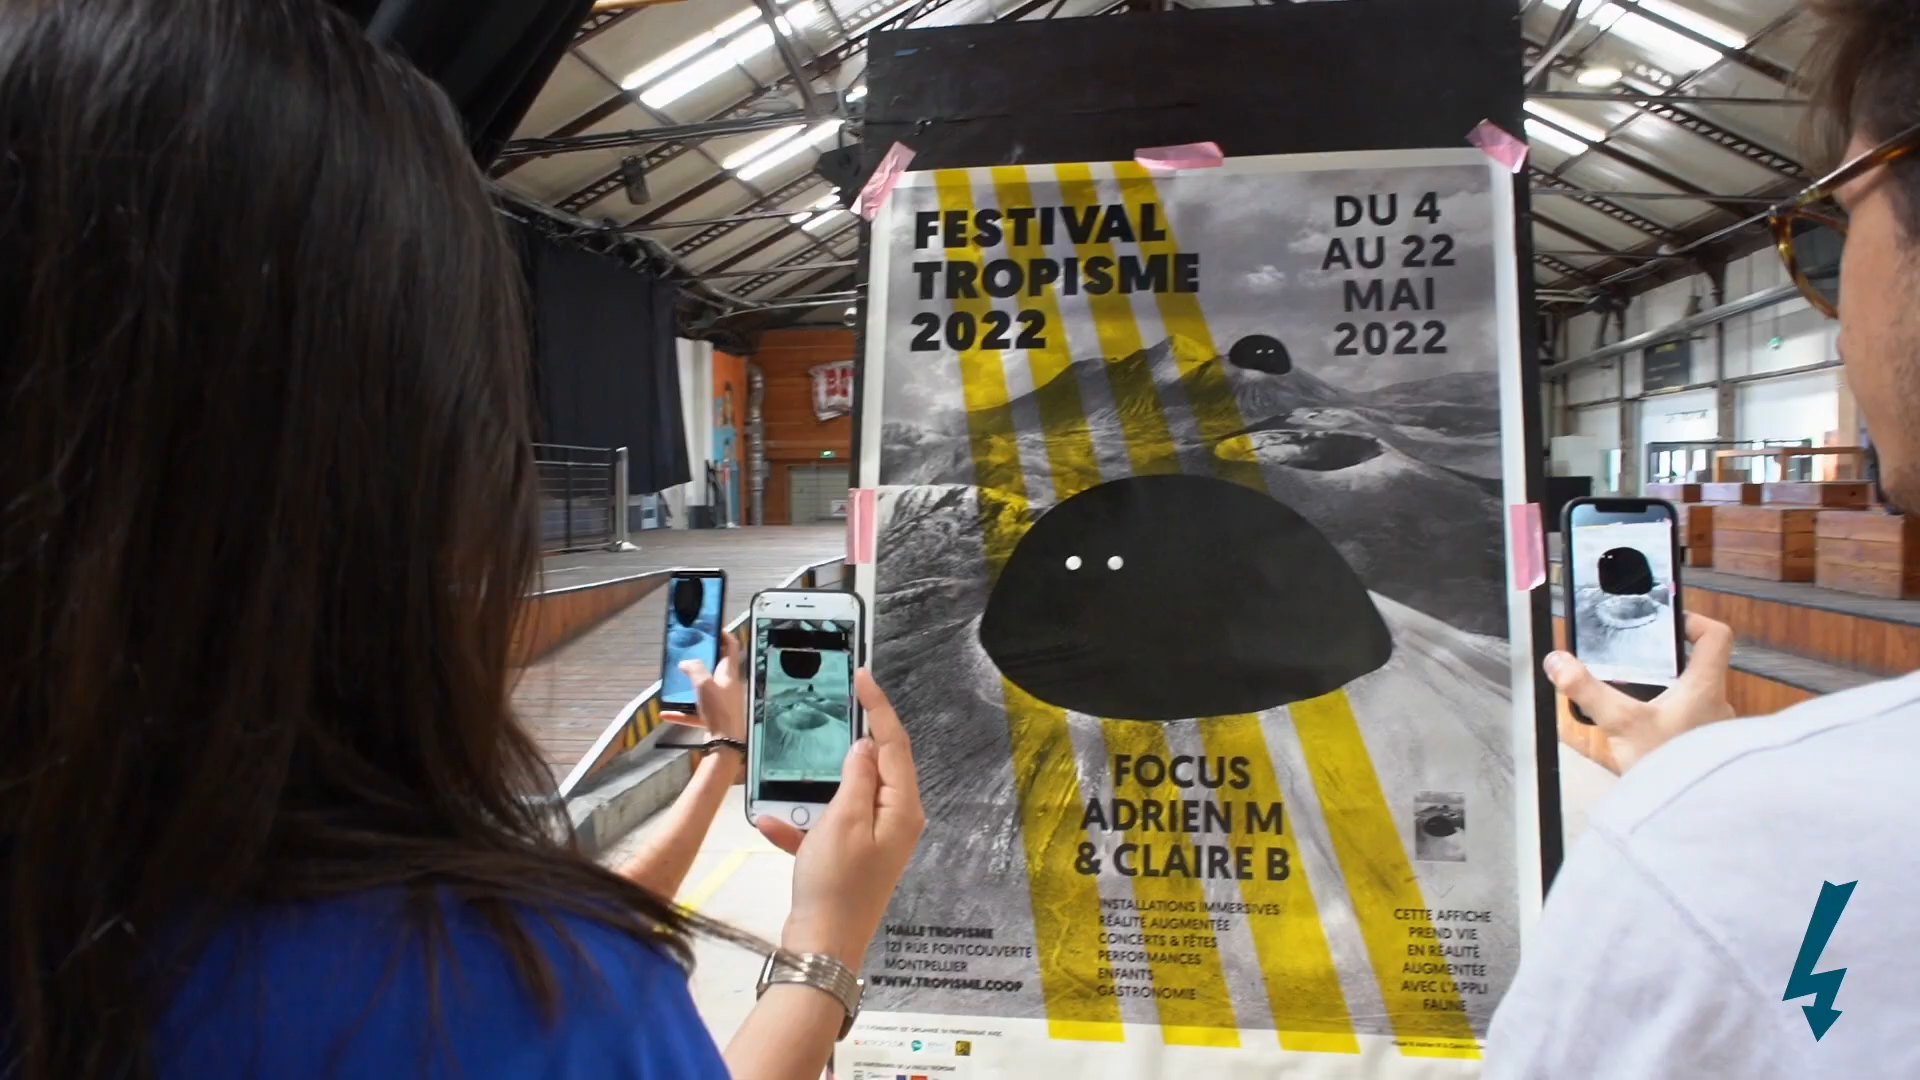 FESTIVAL
TROPISME
2022
DU 4
AU 22
MAI
2022
FOCUS
ADRIEN M
& CLAIRE B
HALLE TROPISME
121 RUE FONTCOUVERTE
MONTPELLIER
WWW.TROPISME.COOP
INSTALLATIONS IMMERSIVES
RÉALITÉ AUGMENTÉE
CONCERTS & FÊTES
PERFORMANCES
ENFANTS
GASTRONOMIE
CETTE AFFICHE
PREND VIE
EN RÉALITÉ
AUGMENTÉE
AVEC L'APPLI
FAUNE